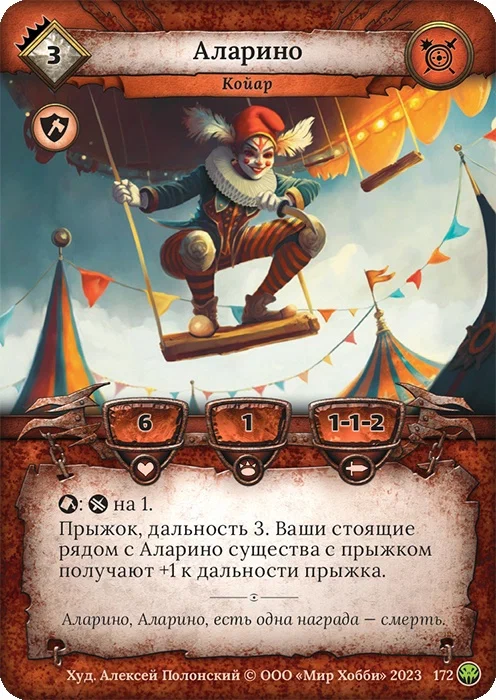 3
Аларино
Койар
6
1
1-1-2
: на 1.
Прыжок, дальность 3. Ваши стоящие
рядом с Аларино существа с прыжком
получают +1 к дальности прыжка.
Аларино, Аларино, есть одна награда — смерть.
Худ. Алексей Полонский © ООО «Мир Хобби» 2023 172